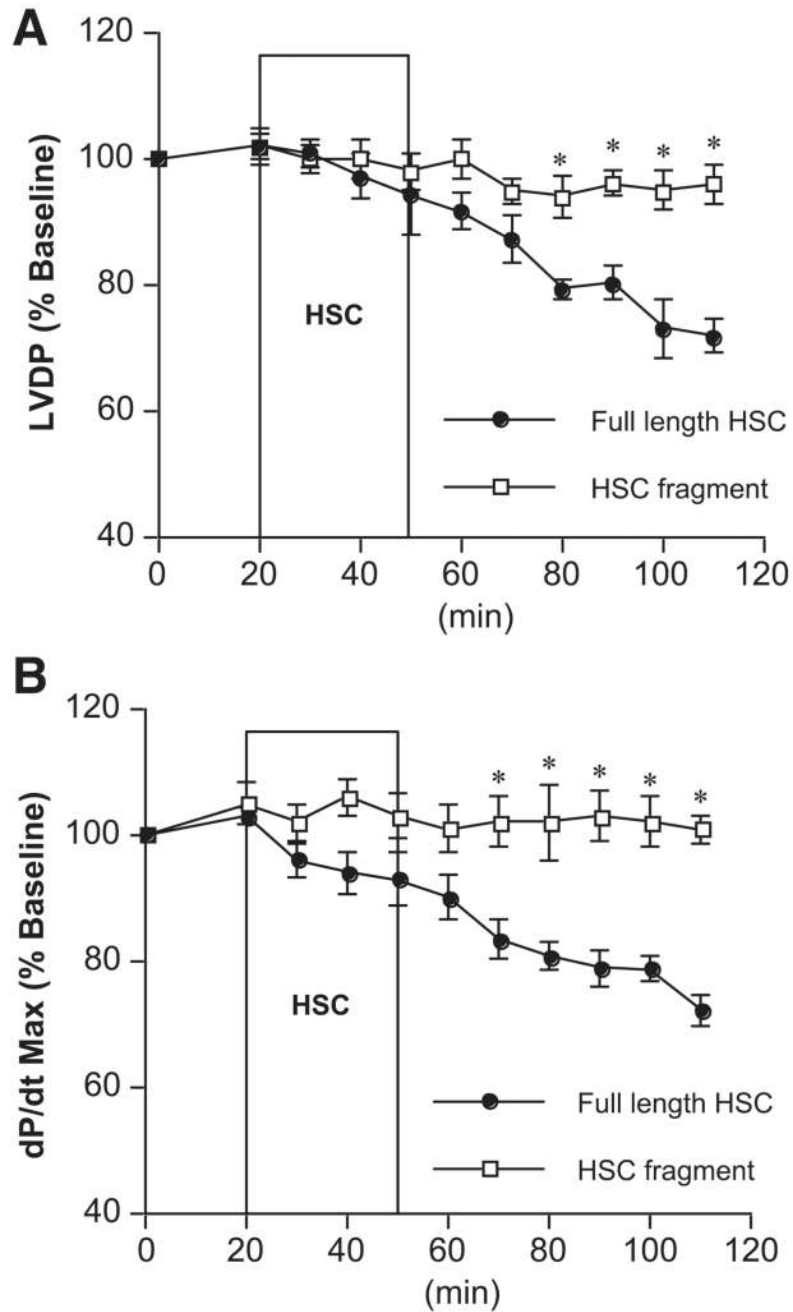 A
120
100
80
60
40
LVDP (% Baseline)
* * * *
HSC
Full length HSC
HSC fragment
0 20 40 60 80 100 120
(min)
B
120
100
80
60
40
dP/dt Max (% Baseline)
* * * * *
HSC
Full length HSC
HSC fragment
0 20 40 60 80 100 120
(min)